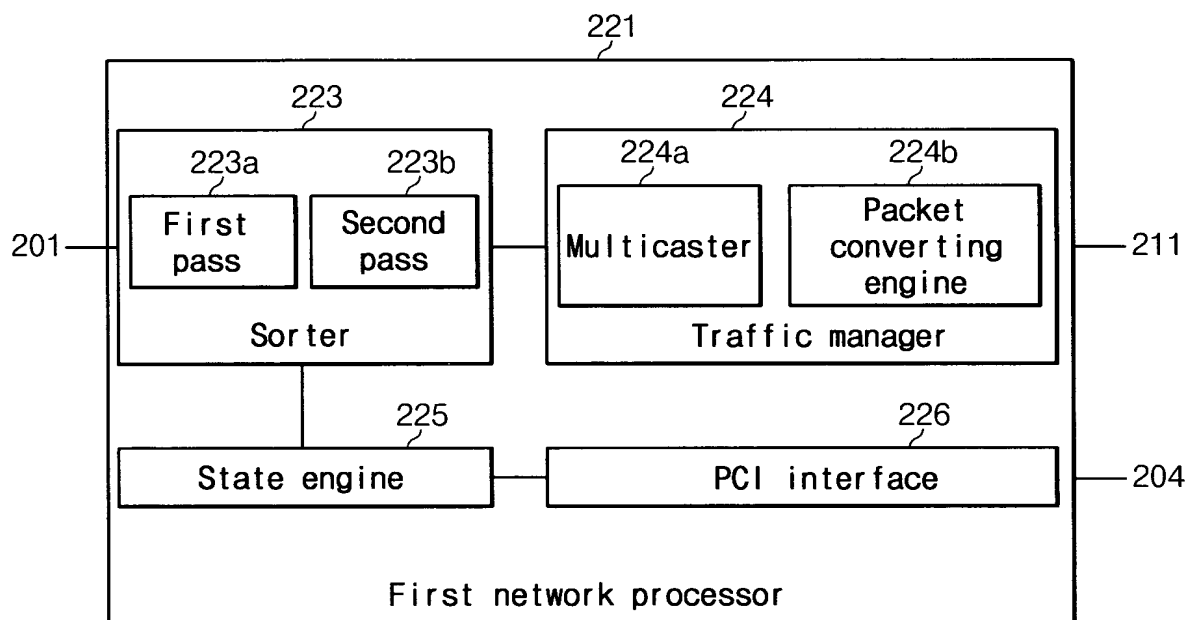 221
223
224
223a
223b
224a
224b
First
pass
Second
pass
Multicaster
Packet
converting
engine
201
211
Sorter
Traffic manager
225
226
State engine
PCI interface
204
First network processor